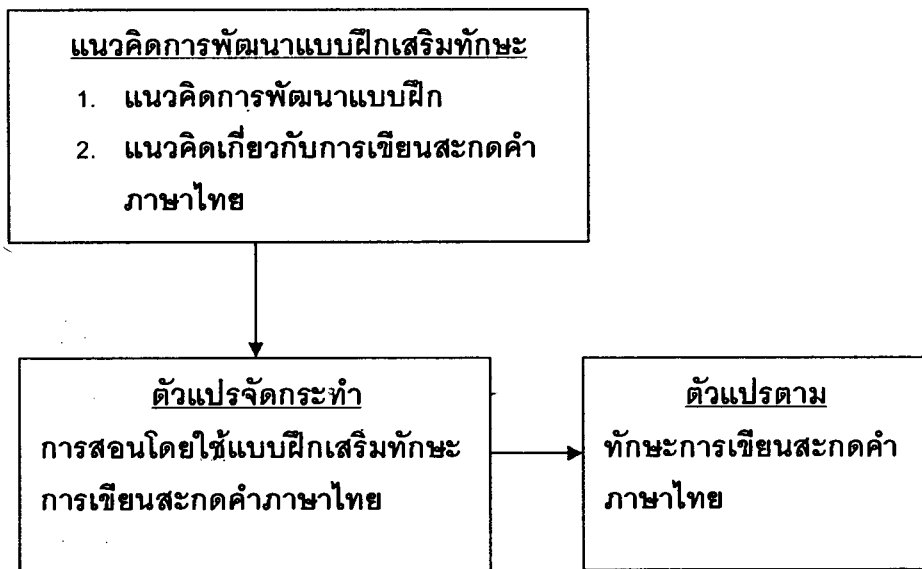 แนวคิดการพัฒนาแบบฝึกเสริมทักษะ
1. แนวคิดการพัฒนาแบบฝึก
2. แนวคิดเกี่ยวกับการเขียนสะกดคำ
ภาษาไทย
ตัวแปรจัดกระทำ
การสอนโดยใช้แบบฝึกเสริมทักษะ
การเขียนสะกดคำภาษาไทย
ตัวแปรตาม
ทักษะการเขียนสะกดคำ
ภาษาไทย